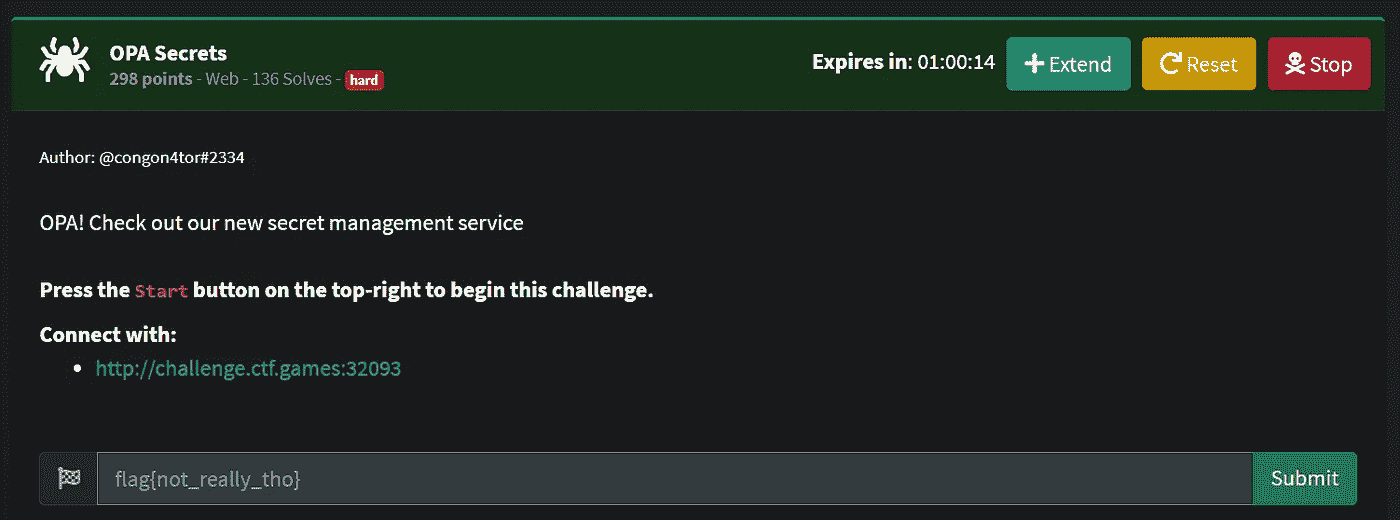 OPA Secrets
298 points - Web - 136 Solves - hard
Expires in: 01:00:14
Extend
Reset
Stop
Author: @congon4tor#2334
OPA! Check out our new secret management service
Press the Start button on the top-right to begin this challenge.
Connect with:
http://challenge.ctf.games:32093
flag{not_really_tho}
Submit